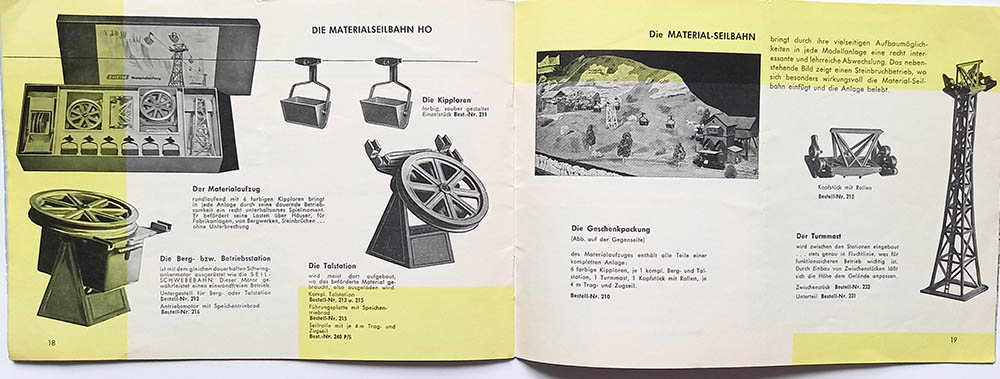 DIE MATERIALSEILBAHN HO
EHEIM Materialaufzug
Die Kipploren
farbig, sauber gestaltet
Einzelstück Best.-Nr. 211
Der Materialaufzug
rundlaufend mit 6 farbigen Kipploren bringt
in jede Anlage durch seine dauernde Betrieb-
samkeit ein recht unterhaltsames Spielmoment.
Er befördert seine Lasten über Häuser, für
Fabrikanlagen, von Bergwerken, Steinbrüchen ...
ohne Unterbrechung
Die Berg- bzw. Betriebsstation
ist mit dem gleichen dauerhaften Schwing-
ankermotor ausgerüstet wie die SEIL-
SCHWEBEBAHN. Dieser Motor ge-
währleistet einen einwandfreien Betrieb.
Untergestell für Berg- oder Talstation
Bestell-Nr. 213
Antriebsmotor mit Speichentriebrad
Bestell-Nr. 216
Die Talstation
wird meist dort aufgebaut,
wo das beförderte Material ge-
braucht, also ausgeladen wird.
Kompl. Talstation
Bestell-Nr. 213 u. 215
Führungsplatte mit Speichen-
triebrad
Bestell-Nr. 215
Seilrolle mit je 4 m Trag- und
Zugseil
Best.-Nr. 240 P/S
18
Die MATERIAL-SEILBAHN
bringt durch ihre vielseitigen Aufbaumöglich-
keiten in jede Modellanlage eine recht inter-
essante und lehrreiche Abwechslung. Das neben-
stehende Bild zeigt einen Steinbruchbetrieb, wo
sich besonders wirkungsvoll die Material-Seil-
bahn einfügt und die Anlage belebt.
Kopfstück mit Rollen
Bestell-Nr. 212
Die Geschenkpackung
(Abb. auf der Gegenseite)
des Materialaufzuges enthält alle Teile einer
kompletten Anlage:
6 farbige Kipploren, je 1 kompl. Berg- und Tal-
station, 1 Turmmast, 1 Kopfstück mit Rollen, je
4 m Trag- und Zugseil.
Bestell-Nr. 210
Der Turmmast
wird zwischen den Stationen eingebaut
... stets genau in Fluchtlinie, was für
funktionssicheren Betrieb wichtig ist.
Durch Einbau von Zwischenstücken läßt
sich die Höhe dem Gelände anpassen.
Zwischenstück Bestell-Nr. 232
Unterteil Bestell-Nr. 231
19